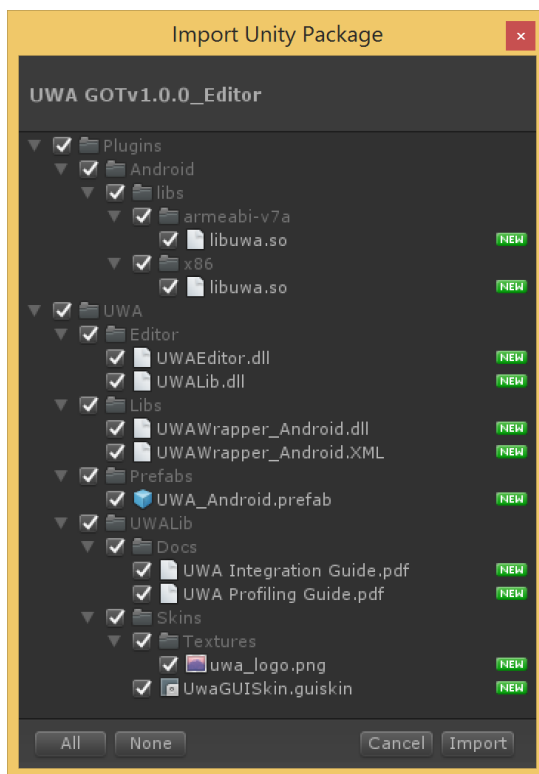 Import Unity Package
×
UWA GOTv1.0.0_Editor
Plugins
Android
libs
armeabi-v7a
libuwa.so NEW
x86
libuwa.so NEW
UWA
Editor
UWAEditor.dll NEW
UWALib.dll NEW
Libs
UWAWrapper_Android.dll NEW
UWAWrapper_Android.XML NEW
Prefabs
UWA_Android.prefab NEW
UWALib
Docs
UWA Integration Guide.pdf NEW
UWA Profiling Guide.pdf NEW
Skins
Textures
uwa_logo.png NEW
UwaGUISkin.guiskin NEW
All None Cancel Import